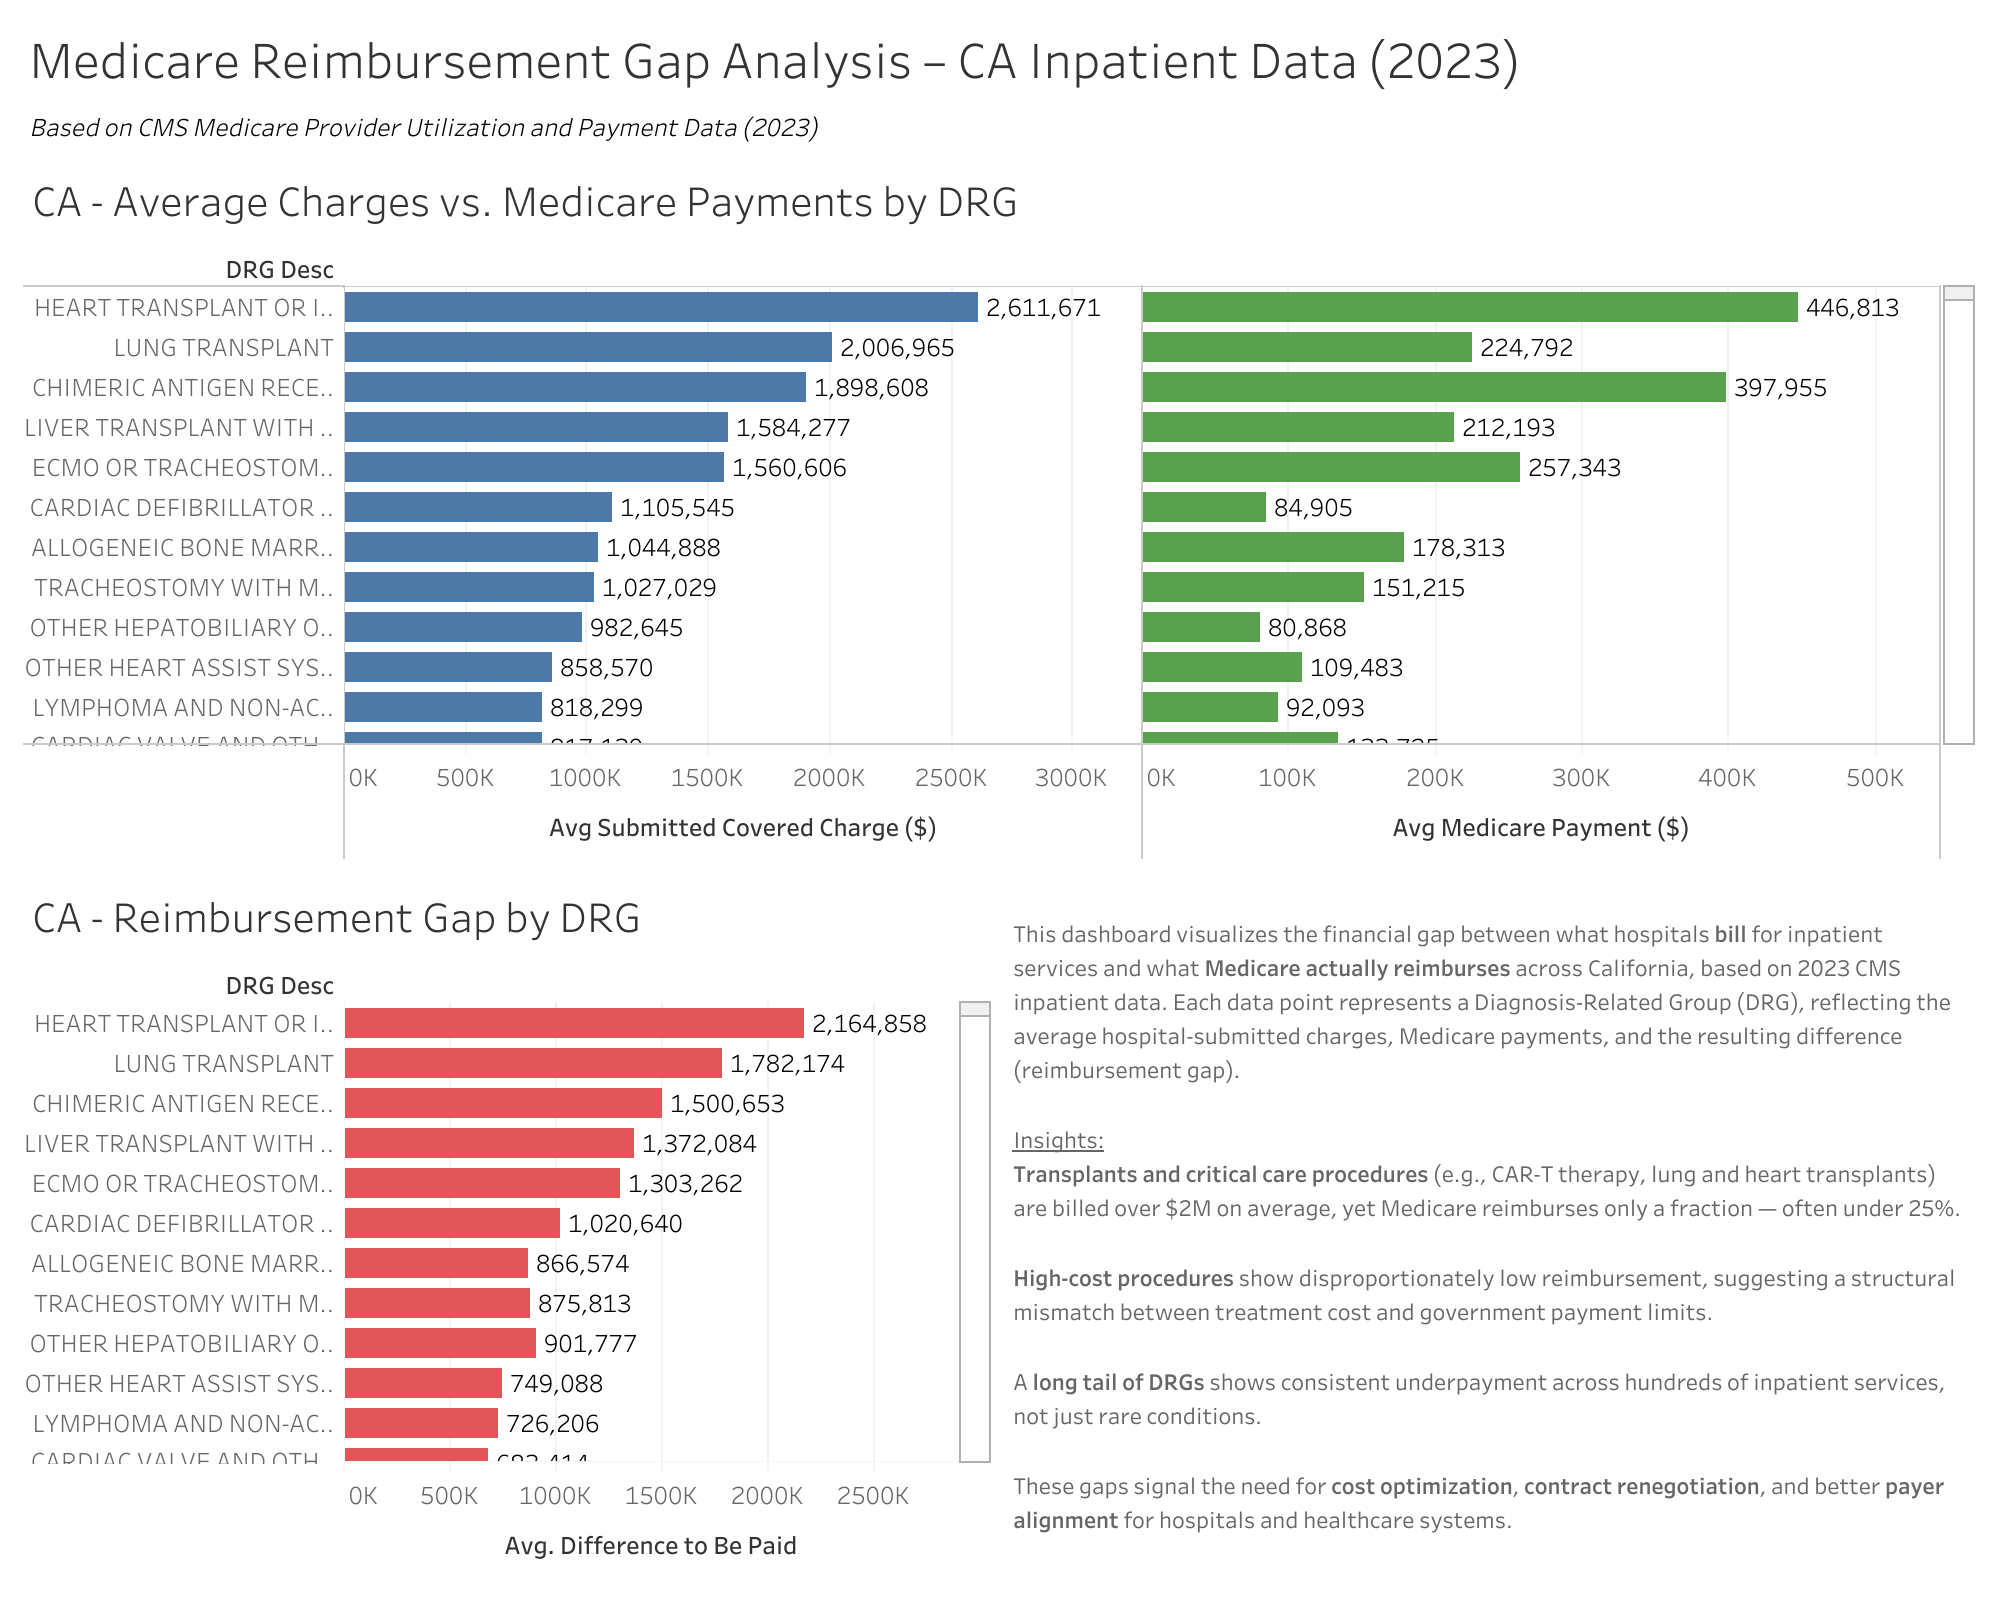 Medicare Reimbursement Gap Analysis – CA Inpatient Data (2023)
Based on CMS Medicare Provider Utilization and Payment Data (2023)
CA - Average Charges vs. Medicare Payments by DRG
DRG Desc
HEART TRANSPLANT OR I.. 2,611,671 446,813
LUNG TRANSPLANT 2,006,965 224,792
CHIMERIC ANTIGEN RECE.. 1,898,608 397,955
LIVER TRANSPLANT WITH .. 1,584,277 212,193
ECMO OR TRACHEOSTOM.. 1,560,606 257,343
CARDIAC DEFIBRILLATOR .. 1,105,545 84,905
ALLOGENEIC BONE MARR.. 1,044,888 178,313
TRACHEOSTOMY WITH M.. 1,027,029 151,215
OTHER HEPATOBILIARY O.. 982,645 80,868
OTHER HEART ASSIST SYS.. 858,570 109,483
LYMPHOMA AND NON-AC.. 818,299 92,093
CARDIAC VALVE AND OTH..
0K 500K 1000K 1500K 2000K 2500K 3000K 0K 100K 200K 300K 400K 500K
Avg Submitted Covered Charge ($) Avg Medicare Payment ($)
CA - Reimbursement Gap by DRG
DRG Desc
HEART TRANSPLANT OR I.. 2,164,858
LUNG TRANSPLANT 1,782,174
CHIMERIC ANTIGEN RECE.. 1,500,653
LIVER TRANSPLANT WITH .. 1,372,084
ECMO OR TRACHEOSTOM.. 1,303,262
CARDIAC DEFIBRILLATOR .. 1,020,640
ALLOGENEIC BONE MARR.. 866,574
TRACHEOSTOMY WITH M.. 875,813
OTHER HEPATOBILIARY O.. 901,777
OTHER HEART ASSIST SYS.. 749,088
LYMPHOMA AND NON-AC.. 726,206
CARDIAC VALVE AND OTH..
0K 500K 1000K 1500K 2000K 2500K
Avg. Difference to Be Paid
This dashboard visualizes the financial gap between what hospitals bill for inpatient
services and what Medicare actually reimburses across California, based on 2023 CMS
inpatient data. Each data point represents a Diagnosis-Related Group (DRG), reflecting the
average hospital-submitted charges, Medicare payments, and the resulting difference
(reimbursement gap).
Insights:
Transplants and critical care procedures (e.g., CAR-T therapy, lung and heart transplants)
are billed over $2M on average, yet Medicare reimburses only a fraction — often under 25%.
High-cost procedures show disproportionately low reimbursement, suggesting a structural
mismatch between treatment cost and government payment limits.
A long tail of DRGs shows consistent underpayment across hundreds of inpatient services,
not just rare conditions.
These gaps signal the need for cost optimization, contract renegotiation, and better payer
alignment for hospitals and healthcare systems.